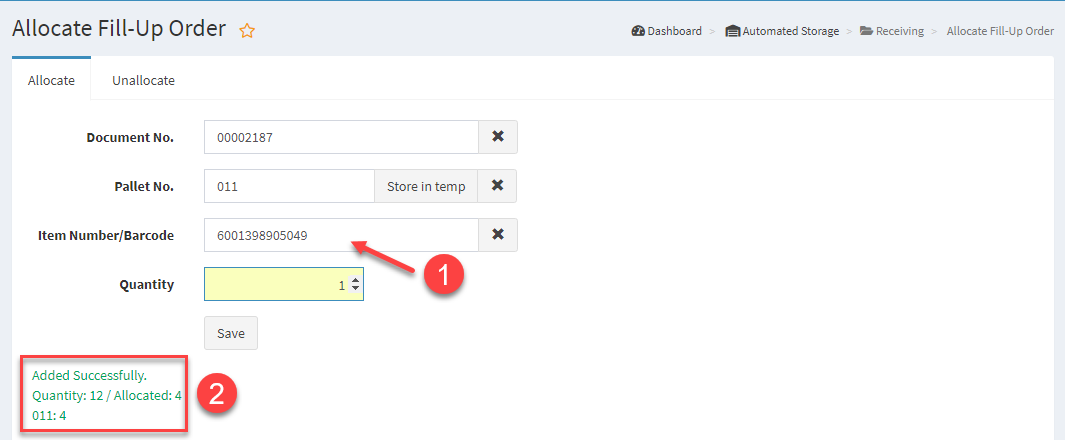 Allocate Fill-Up Order
Dashboard > Automated Storage > Receiving > Allocate Fill-Up Order
Allocate Unallocate
Document No. 00002187
Pallet No. 011 Store in temp
Item Number/Barcode 6001398905049
1
Quantity 1
Save
Added Successfully.
Quantity: 12 / Allocated: 4
2
011: 4